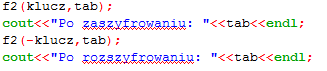 f2(klucz,tab);
cout<<"Po zaszyfrowaniu: "<<tab<<endl;
f2(-klucz,tab);
cout<<"Po rozszyfrowaniu: "<<tab<<endl;